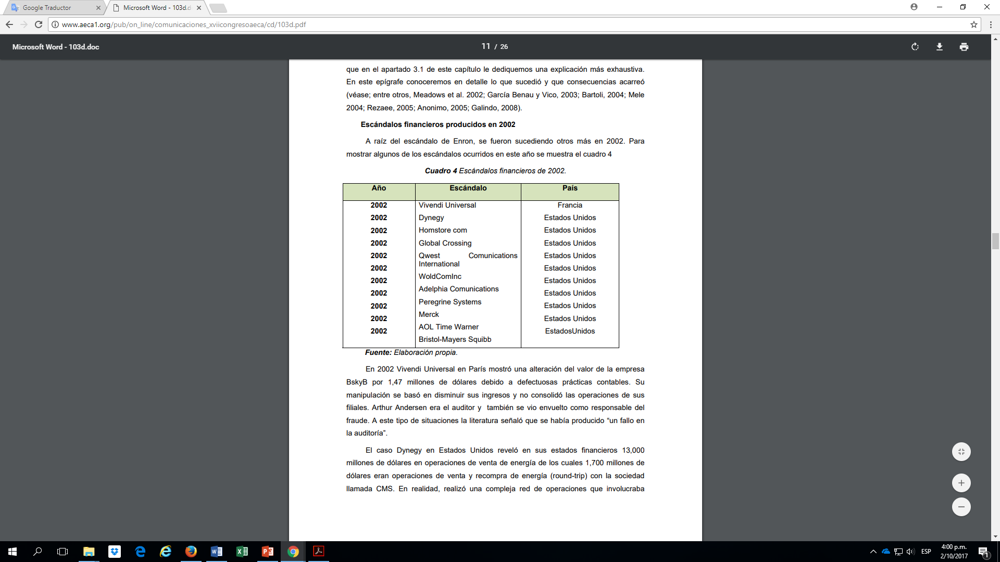 Google Traductor
Microsoft Word - 103d.d
www.aeca1.org/pub/on_line/comunicaciones_xviicongresoaeca/cd/103d.pdf
Microsoft Word - 103d.doc
11 / 26
que en el apartado 3.1 de este capítulo le dediquemos una explicación más exhaustiva.
En este epígrafe conoceremos en detalle lo que sucedió y que consecuencias acarreó
(véase; entre otros, Meadows et al. 2002; García Benau y Vico, 2003; Bartoli, 2004; Mele
2004; Rezaee, 2005; Anonimo, 2005; Galindo, 2008).
Escándalos financieros producidos en 2002
A raíz del escándalo de Enron, se fueron sucediendo otros más en 2002. Para
mostrar algunos de los escándalos ocurridos en este año se muestra el cuadro 4
Cuadro 4 Escándalos financieros de 2002.
Año Escándalo País
2002 Vivendi Universal Francia
2002 Dynegy Estados Unidos
2002 Homstore com Estados Unidos
2002 Global Crossing Estados Unidos
2002 Qwest Comunications Estados Unidos
International
2002 Estados Unidos
WoldComInc
2002 Estados Unidos
Adelphia Comunications
2002 Estados Unidos
Peregrine Systems
2002 Estados Unidos
Merck
2002 Estados Unidos
AOL Time Warner
2002 EstadosUnidos
Bristol-Mayers Squibb
Fuente: Elaboración propia.
En 2002 Vivendi Universal en París mostró una alteración del valor de la empresa
BskyB por 1,47 millones de dólares debido a defectuosas prácticas contables. Su
manipulación se basó en disminuir sus ingresos y no consolidó las operaciones de sus
filiales. Arthur Andersen era el auditor y también se vio envuelto como responsable del
fraude. A este tipo de situaciones la literatura señaló que se había producido “un fallo en
la auditoría”.
El caso Dynegy en Estados Unidos reveló en sus estados financieros 13,000
millones de dólares en operaciones de venta de energía de los cuales 1,700 millones de
dólares eran operaciones de venta y recompra de energía (round-trip) con la sociedad
llamada CMS. En realidad, realizó una compleja red de operaciones que involucraba
ESP
4:00 p.m.
2/10/2017
1